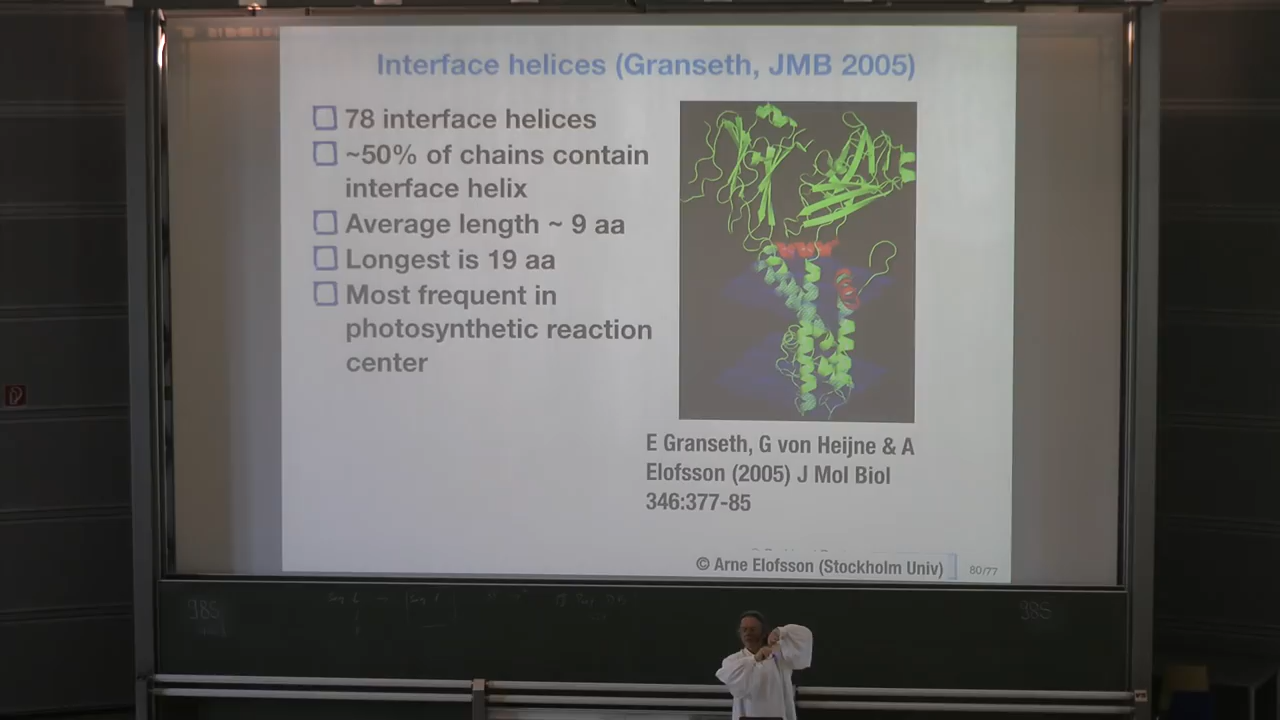 Interface helices (Granseth, JMB 2005)
78 interface helices
~50% of chains contain
interface helix
Average length ~ 9 aa
Longest is 19 aa
Most frequent in
photosynthetic reaction
center
E Granseth, G von Heijne & A
Elofsson (2005) J Mol Biol
346:377-85
© Arne Elofsson (Stockholm Univ)
80/77
985
985